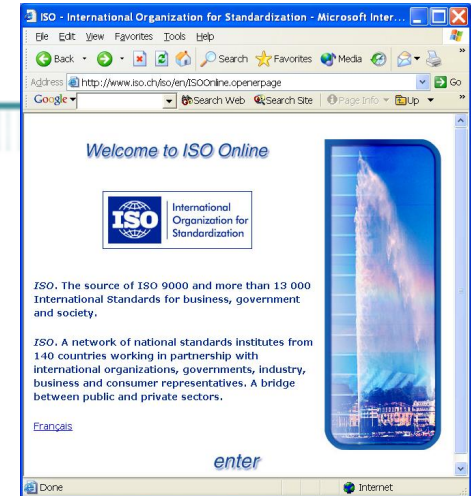 ISO - International Organization for Standardization - Microsoft Inter...
File Edit View Favorites Tools Help
Back Search Favorites Media
Address http://www.iso.ch/iso/en/ISOOnline.openerpage Go
Google Search Web Search Site Page Info Up
Welcome to ISO Online
ISO International
Organization for
Standardization
ISO. The source of ISO 9000 and more than 13 000
International Standards for business, government
and society.
ISO. A network of national standards institutes from
140 countries working in partnership with
international organizations, governments, industry,
business and consumer representatives. A bridge
between public and private sectors.
Français
enter
Done Internet